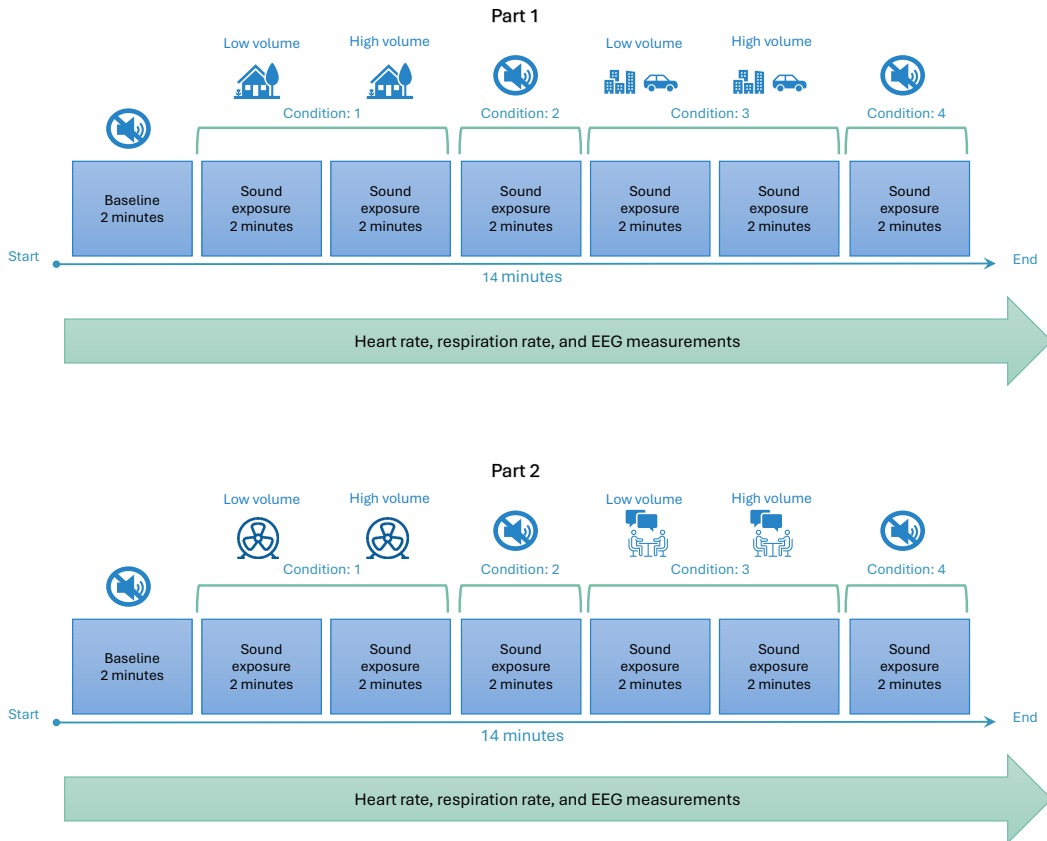 Part 1
Low volume
High volume
Low volume
High volume
Condition: 1
Condition: 2
Condition: 3
Condition: 4
Baseline
2 minutes
Sound
exposure
2 minutes
Sound
exposure
2 minutes
Sound
exposure
2 minutes
Sound
exposure
2 minutes
Sound
exposure
2 minutes
Sound
exposure
2 minutes
Start
End
14 minutes
Heart rate, respiration rate, and EEG measurements
Part 2
Low volume
High volume
Low volume
High volume
Condition: 1
Condition: 2
Condition: 3
Condition: 4
Baseline
2 minutes
Sound
exposure
2 minutes
Sound
exposure
2 minutes
Sound
exposure
2 minutes
Sound
exposure
2 minutes
Sound
exposure
2 minutes
Sound
exposure
2 minutes
Start
End
14 minutes
Heart rate, respiration rate, and EEG measurements